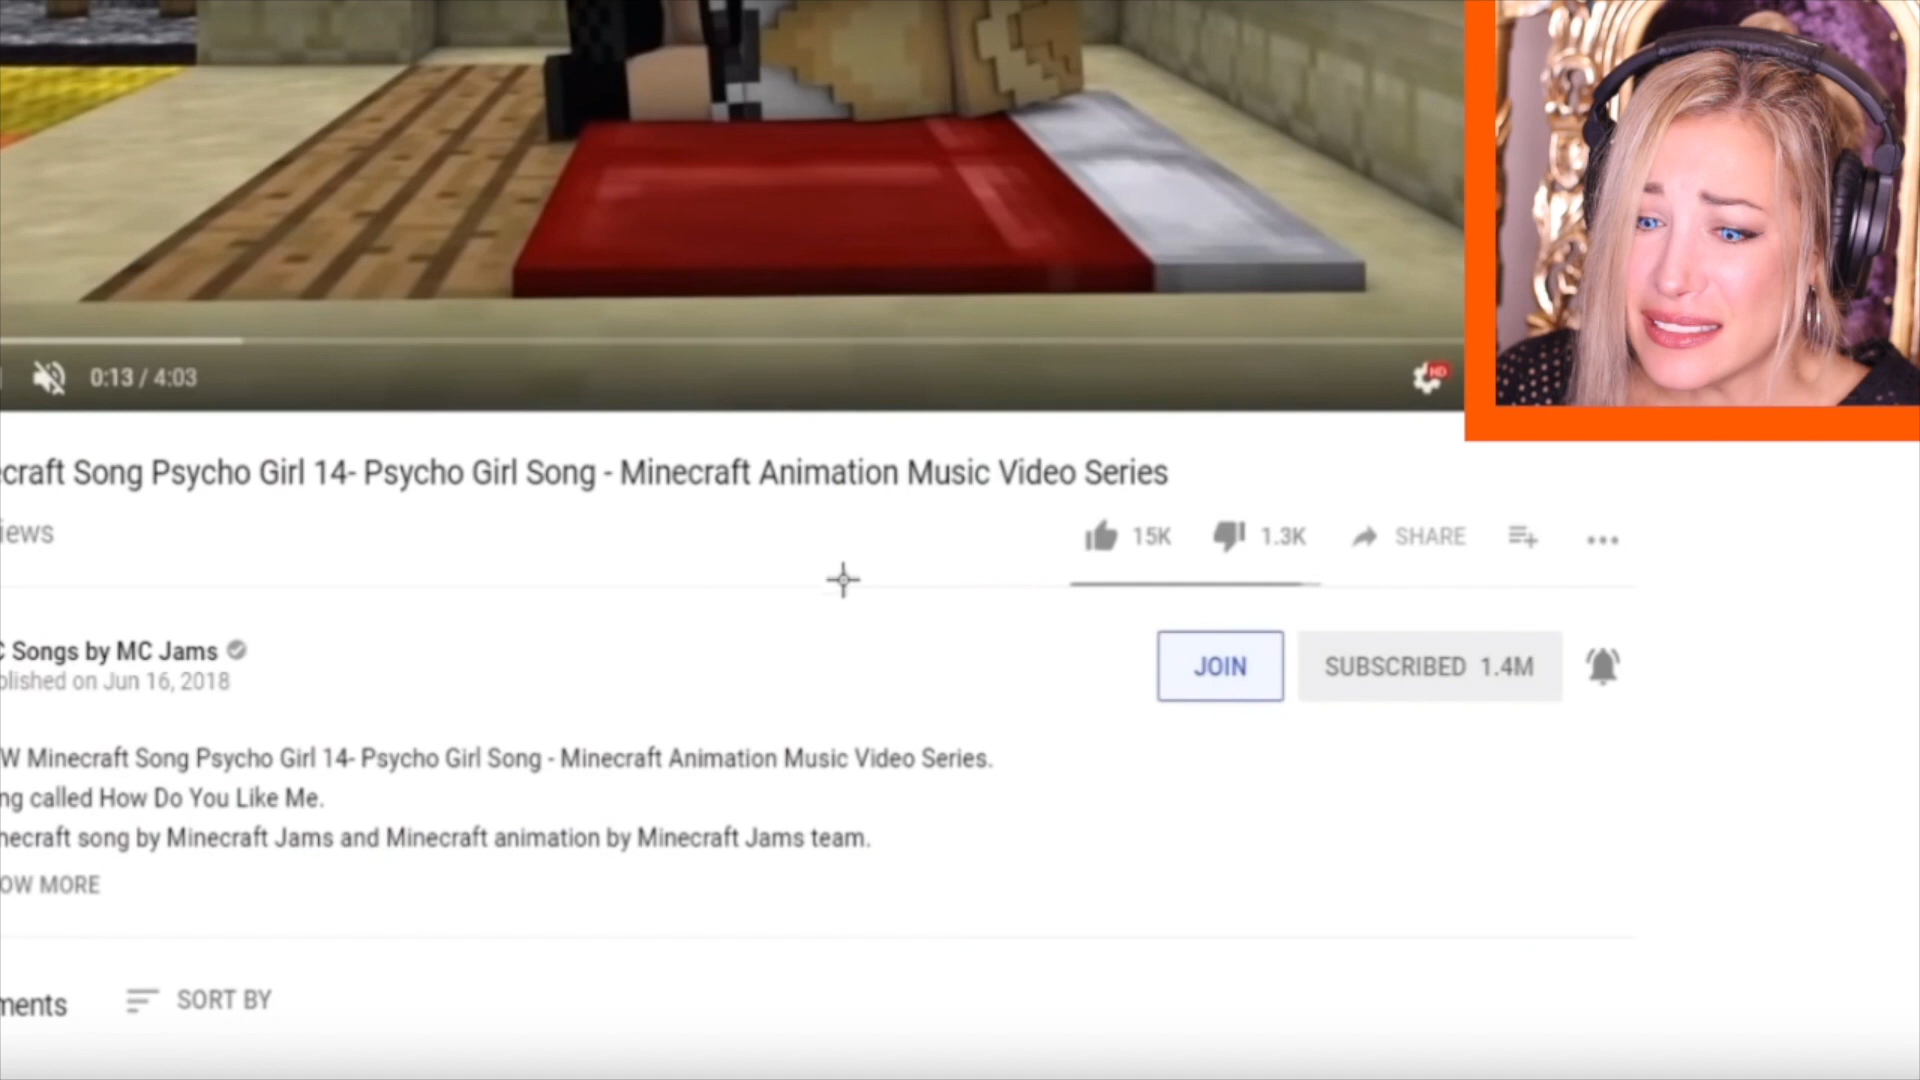 0:13 / 4:03
HD
craft Song Psycho Girl 14- Psycho Girl Song - Minecraft Animation Music Video Series
iews
15K
1.3K
SHARE
C Songs by MC Jams
blished on Jun 16, 2018
JOIN
SUBSCRIBED 1.4M
W Minecraft Song Psycho Girl 14- Psycho Girl Song - Minecraft Animation Music Video Series.
ng called How Do You Like Me.
necraft song by Minecraft Jams and Minecraft animation by Minecraft Jams team.
OW MORE
ments
SORT BY